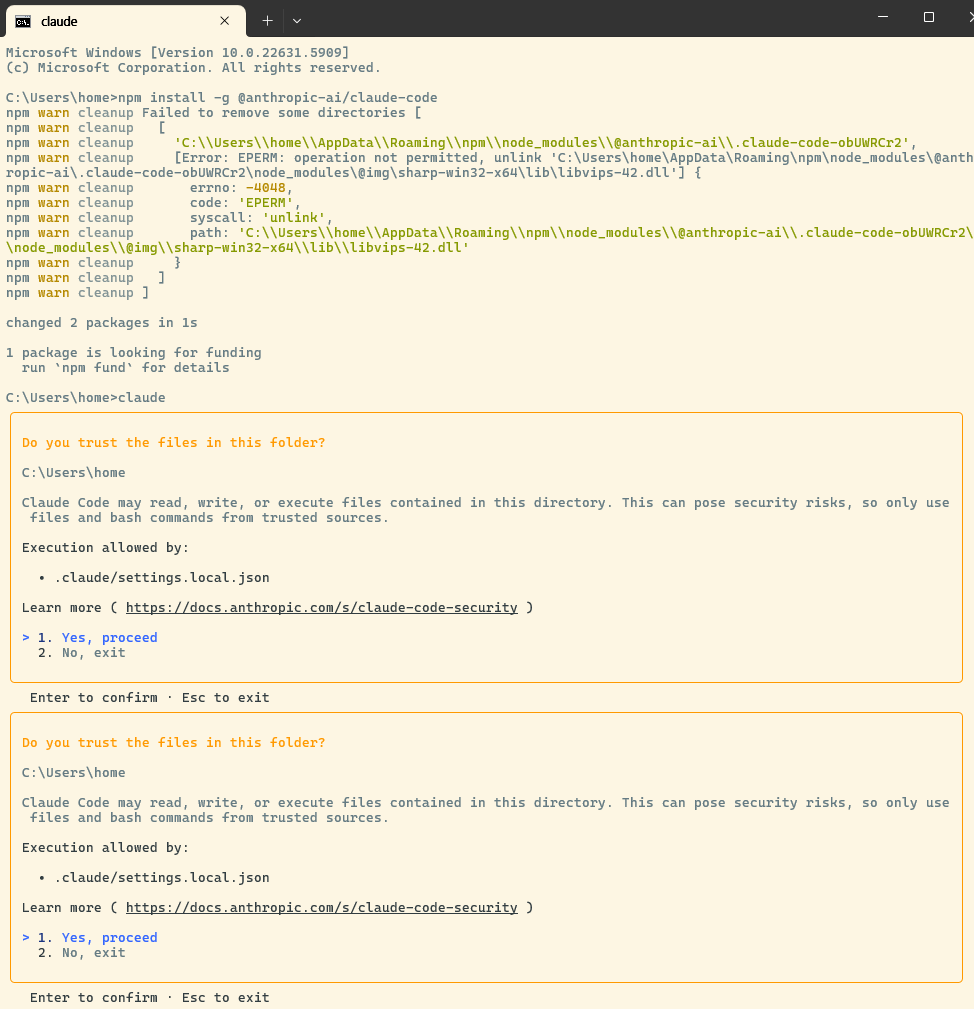 claude
Microsoft Windows [Version 10.0.22631.5909]
(c) Microsoft Corporation. All rights reserved.
C:\Users\home>npm install -g @anthropic-ai/claude-code
npm warn cleanup Failed to remove some directories [
npm warn cleanup   [
npm warn cleanup     'C:\\Users\\home\\AppData\\Roaming\\npm\\node_modules\\@anthropic-ai\\.claude-code-obUWRCr2',
npm warn cleanup     [Error: EPERM: operation not permitted, unlink 'C:\Users\home\AppData\Roaming\npm\node_modules\@anth
ropic-ai\.claude-code-obUWRCr2\node_modules\@img\sharp-win32-x64\lib\libvips-42.dll'] {
npm warn cleanup       errno: -4048,
npm warn cleanup       code: 'EPERM',
npm warn cleanup       syscall: 'unlink',
npm warn cleanup       path: 'C:\\Users\\home\\AppData\\Roaming\\npm\\node_modules\\@anthropic-ai\\.claude-code-obUWRCr2\
\node_modules\\@img\\sharp-win32-x64\\lib\\libvips-42.dll'
npm warn cleanup     }
npm warn cleanup   ]
npm warn cleanup ]
changed 2 packages in 1s
1 package is looking for funding
  run `npm fund` for details
C:\Users\home>claude
Do you trust the files in this folder?
C:\Users\home
Claude Code may read, write, or execute files contained in this directory. This can pose security risks, so only use
 files and bash commands from trusted sources.
Execution allowed by:
  • .claude/settings.local.json
Learn more ( https://docs.anthropic.com/s/claude-code-security )
> 1. Yes, proceed
  2. No, exit
Enter to confirm · Esc to exit
Do you trust the files in this folder?
C:\Users\home
Claude Code may read, write, or execute files contained in this directory. This can pose security risks, so only use
 files and bash commands from trusted sources.
Execution allowed by:
  • .claude/settings.local.json
Learn more ( https://docs.anthropic.com/s/claude-code-security )
> 1. Yes, proceed
  2. No, exit
Enter to confirm · Esc to exit